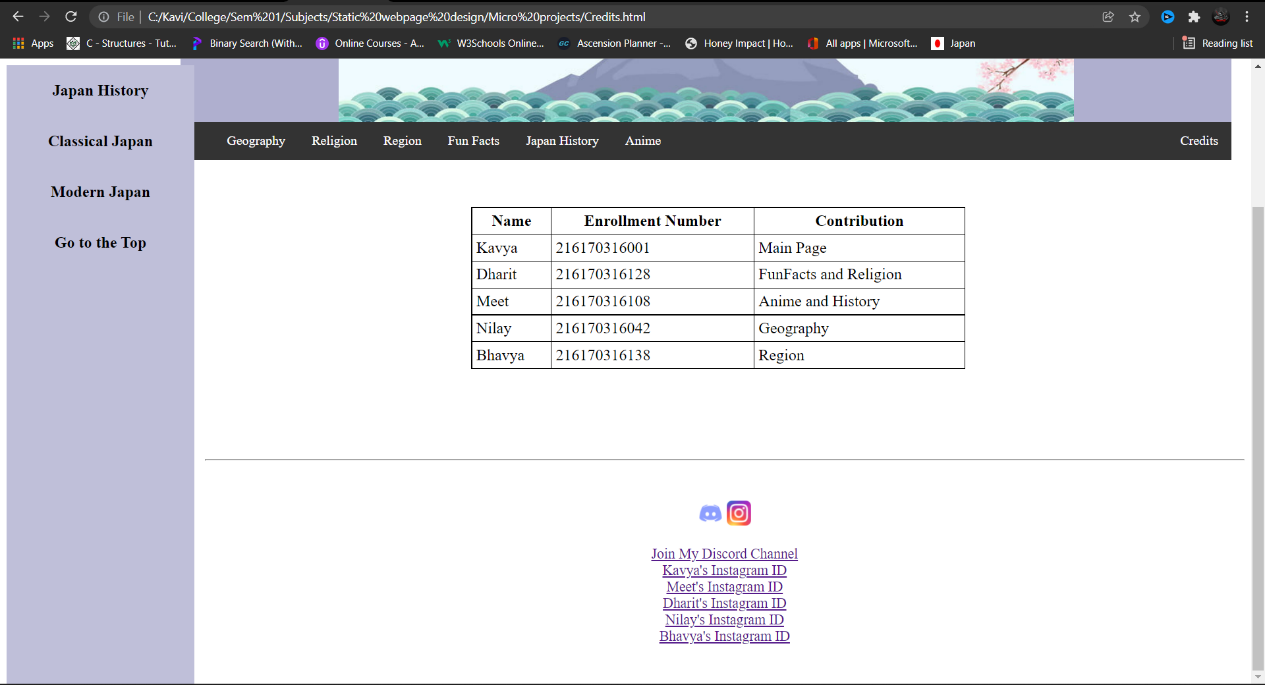 File | C:/Kavi/College/Sem%201/Subjects/Static%20webpage%20design/Micro%20projects/Credits.html
Apps C - Structures - Tut... Binary Search (With... Online Courses - A... W3Schools Online... GC Ascension Planner -... Honey Impact | Ho... All apps | Microsoft... Japan Reading list
Japan History
Classical Japan
Modern Japan
Go to the Top
Geography Religion Region Fun Facts Japan History Anime Credits
Name Enrollment Number Contribution
Kavya 216170316001 Main Page
Dharit 216170316128 FunFacts and Religion
Meet 216170316108 Anime and History
Nilay 216170316042 Geography
Bhavya 216170316138 Region
Join My Discord Channel
Kavya's Instagram ID
Meet's Instagram ID
Dharit's Instagram ID
Nilay's Instagram ID
Bhavya's Instagram ID